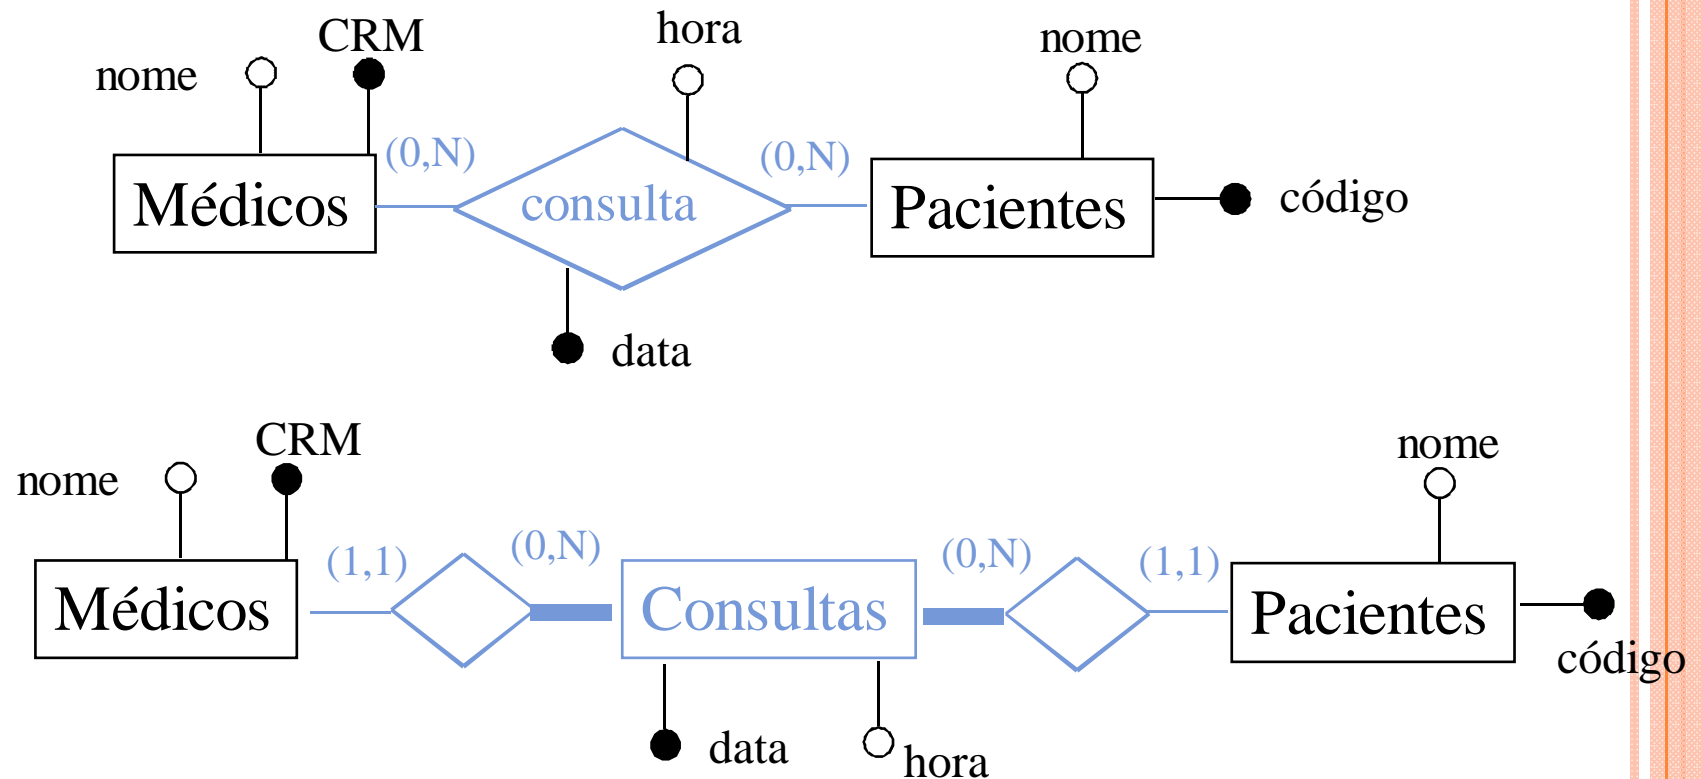 CRM
hora
nome
nome
(0,N)
(0,N)
Médicos
consulta
Pacientes
código
data
CRM
nome
nome
(1,1)
(0,N)
(0,N)
(1,1)
Médicos
Consultas
Pacientes
código
data
hora